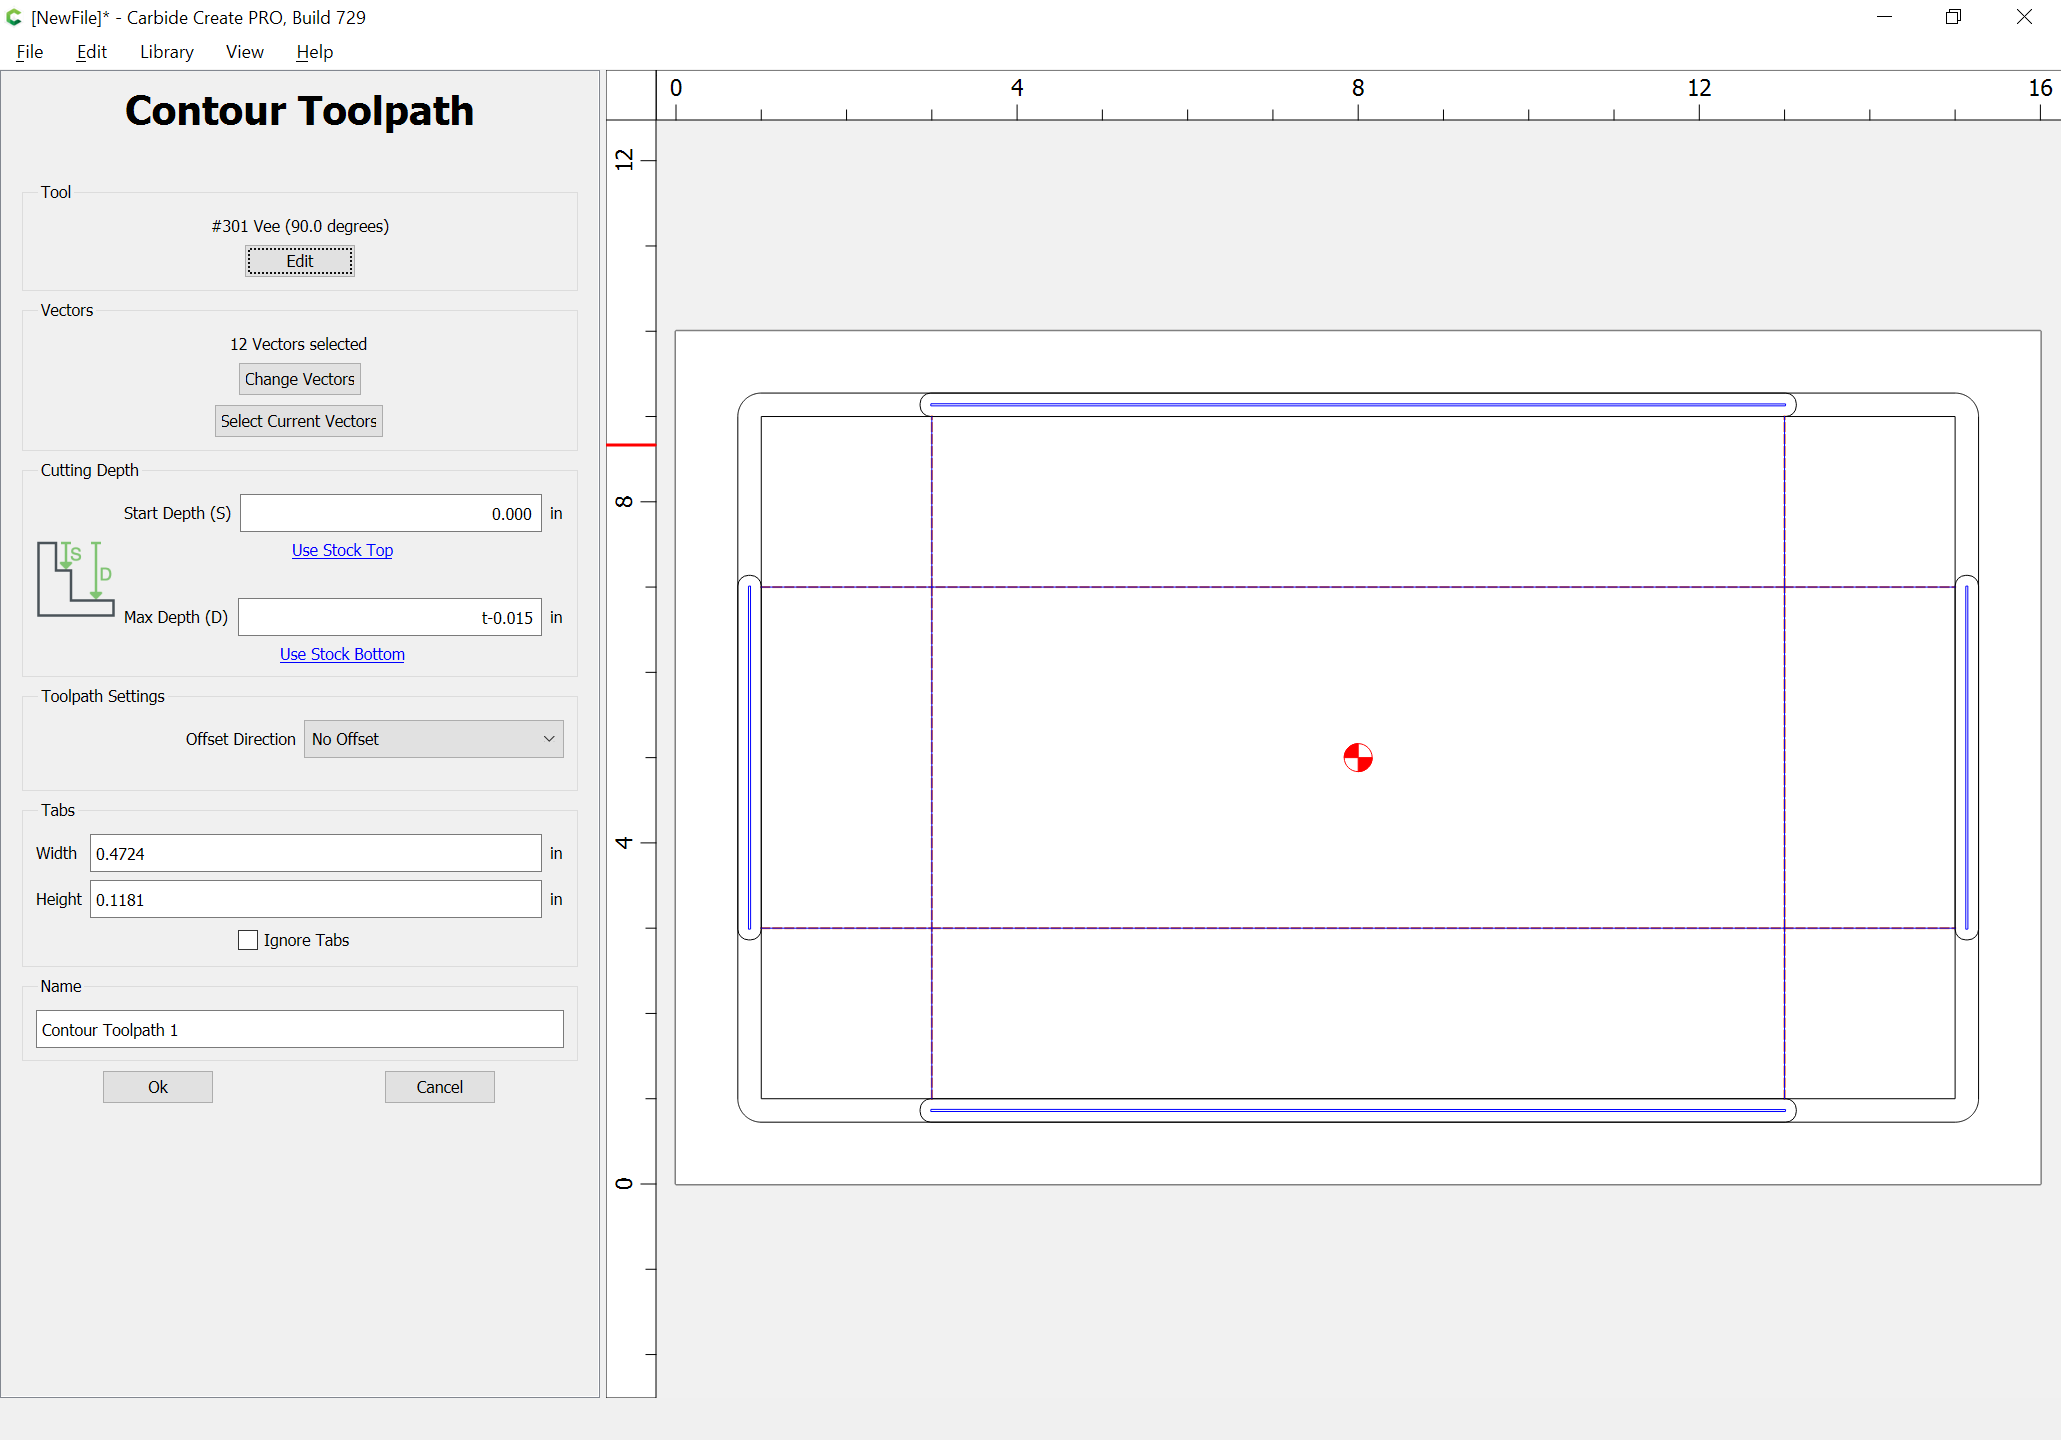 [NewFile]* - Carbide Create PRO, Build 729
File Edit Library View Help
Contour Toolpath
Tool
#301 Vee (90.0 degrees)
Edit
Vectors
12 Vectors selected
Change Vectors
Select Current Vectors
Cutting Depth
Start Depth (S) 0.000 in
Use Stock Top
S
D
Max Depth (D) t-0.015 in
Use Stock Bottom
Toolpath Settings
Offset Direction No Offset
Tabs
Width 0.4724 in
Height 0.1181 in
Ignore Tabs
Name
Contour Toolpath 1
Ok Cancel
0 4 8 12 16
12
8
4
0